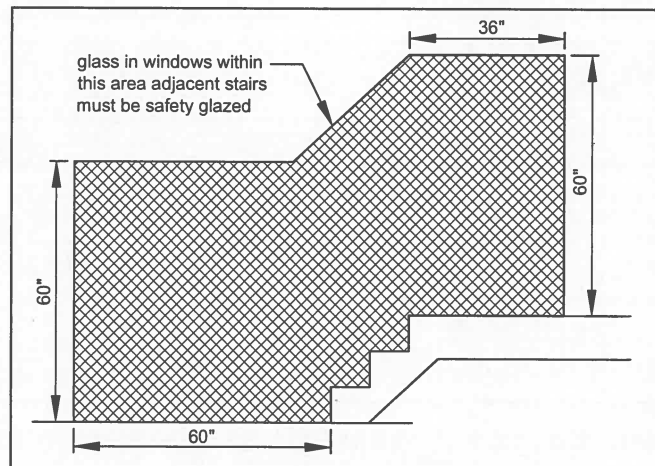 36"
glass in windows within
this area adjacent stairs
must be safety glazed
60"
60"
60"